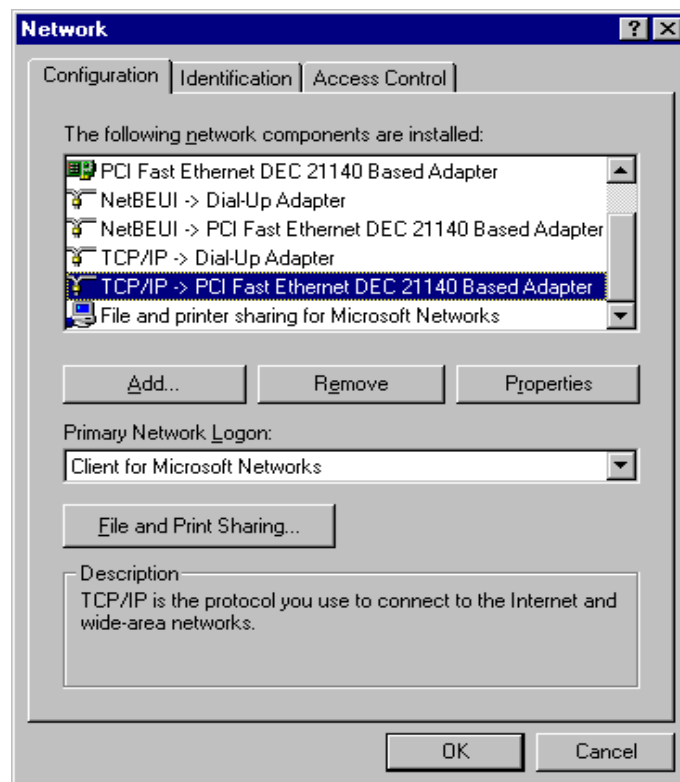 Network
Configuration Identification Access Control
The following network components are installed:
PCI Fast Ethernet DEC 21140 Based Adapter
NetBEUI -> Dial-Up Adapter
NetBEUI -> PCI Fast Ethernet DEC 21140 Based Adapter
TCP/IP -> Dial-Up Adapter
TCP/IP -> PCI Fast Ethernet DEC 21140 Based Adapter
File and printer sharing for Microsoft Networks
Add... Remove Properties
Primary Network Logon:
Client for Microsoft Networks
File and Print Sharing...
Description
TCP/IP is the protocol you use to connect to the Internet and
wide-area networks.
OK Cancel